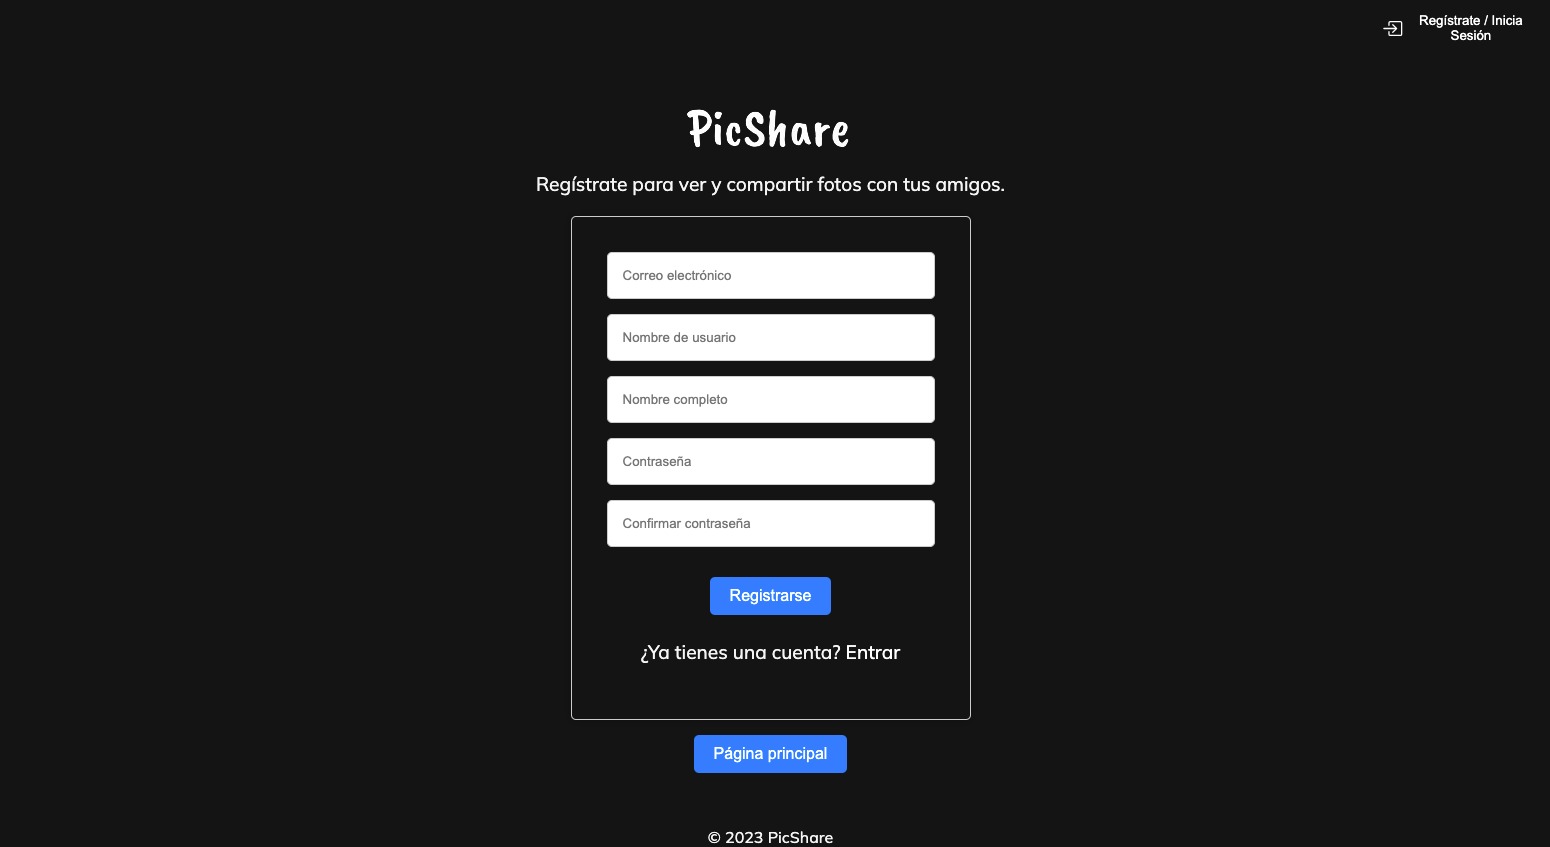 Regístrate / Inicia
Sesión
PicShare
Regístrate para ver y compartir fotos con tus amigos.
Correo electrónico
Nombre de usuario
Nombre completo
Contraseña
Confirmar contraseña
Registrarse
¿Ya tienes una cuenta? Entrar
Página principal
© 2023 PicShare